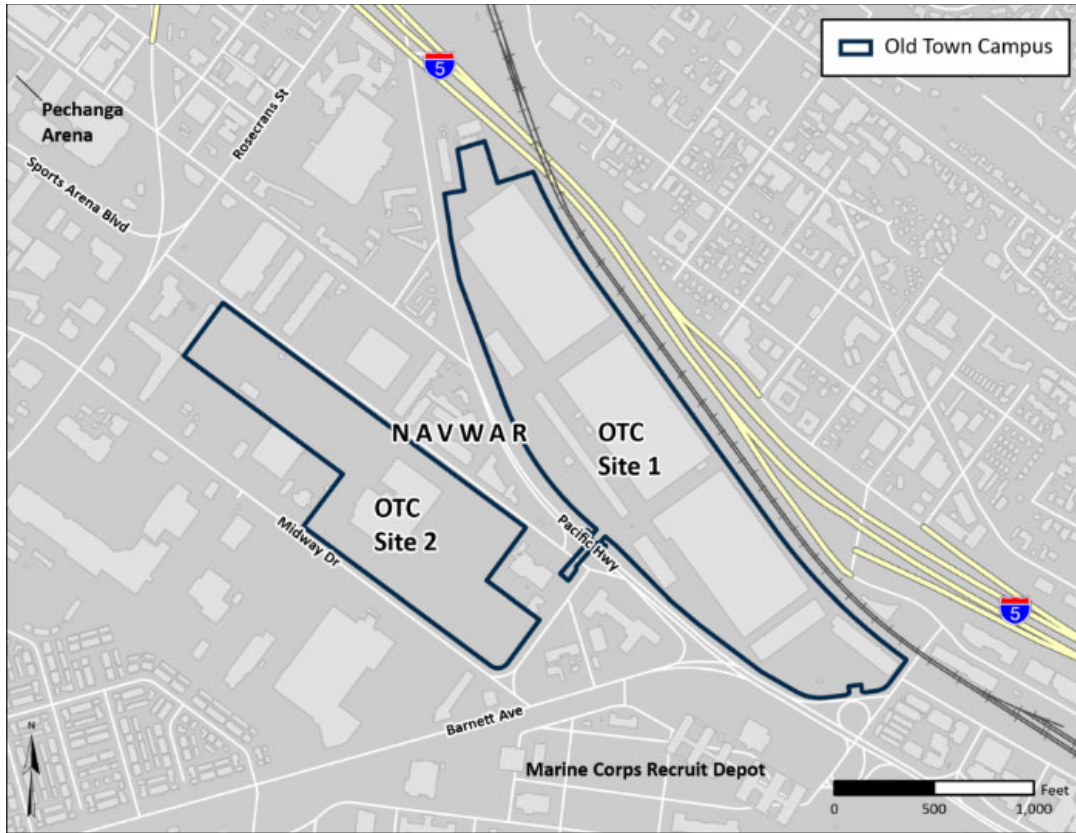 Old Town Campus
5
Pechanga
Arena
Rosecrans St
Sports Arena Blvd
NAVWAR
OTC
Site 1
OTC
Site 2
Pacific Hwy
Midway Dr
5
Barnett Ave
Marine Corps Recruit Depot
N
Feet
0 500 1,000